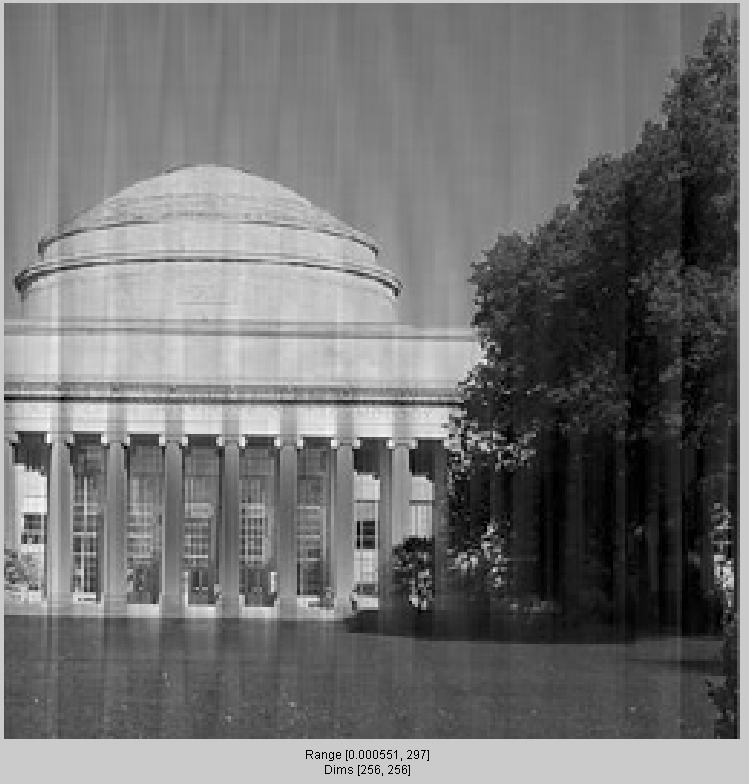 Range [0.000551, 297]
Dims [256, 256]